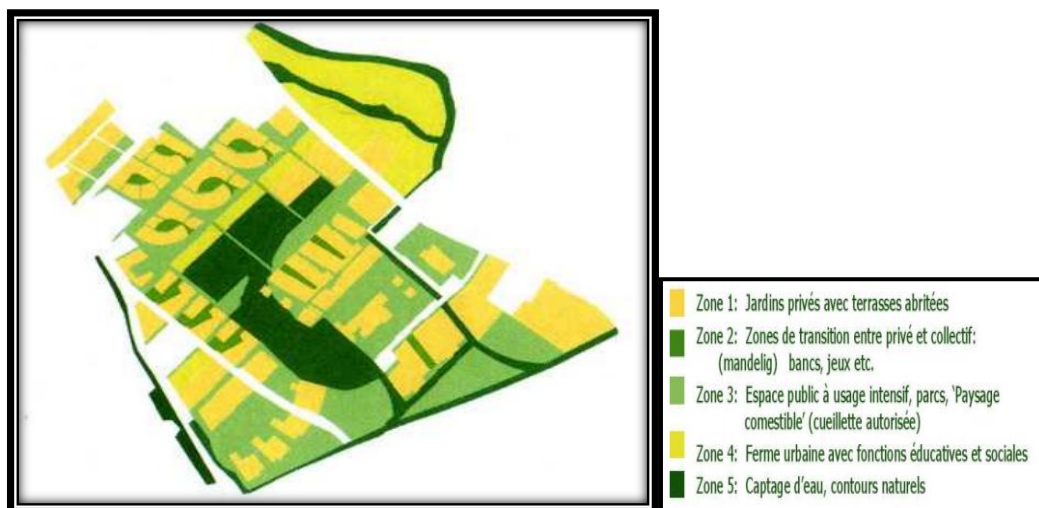 Zone 1: Jardins privés avec terrasses abritées
Zone 2: Zones de transition entre privé et collectif:
(mandelig) bancs, jeux etc.
Zone 3: Espace public à usage intensif, parcs, 'Paysage
comestible' (cueillette autorisée)
Zone 4: Ferme urbaine avec fonctions éducatives et sociales
Zone 5: Captage d'eau, contours naturels